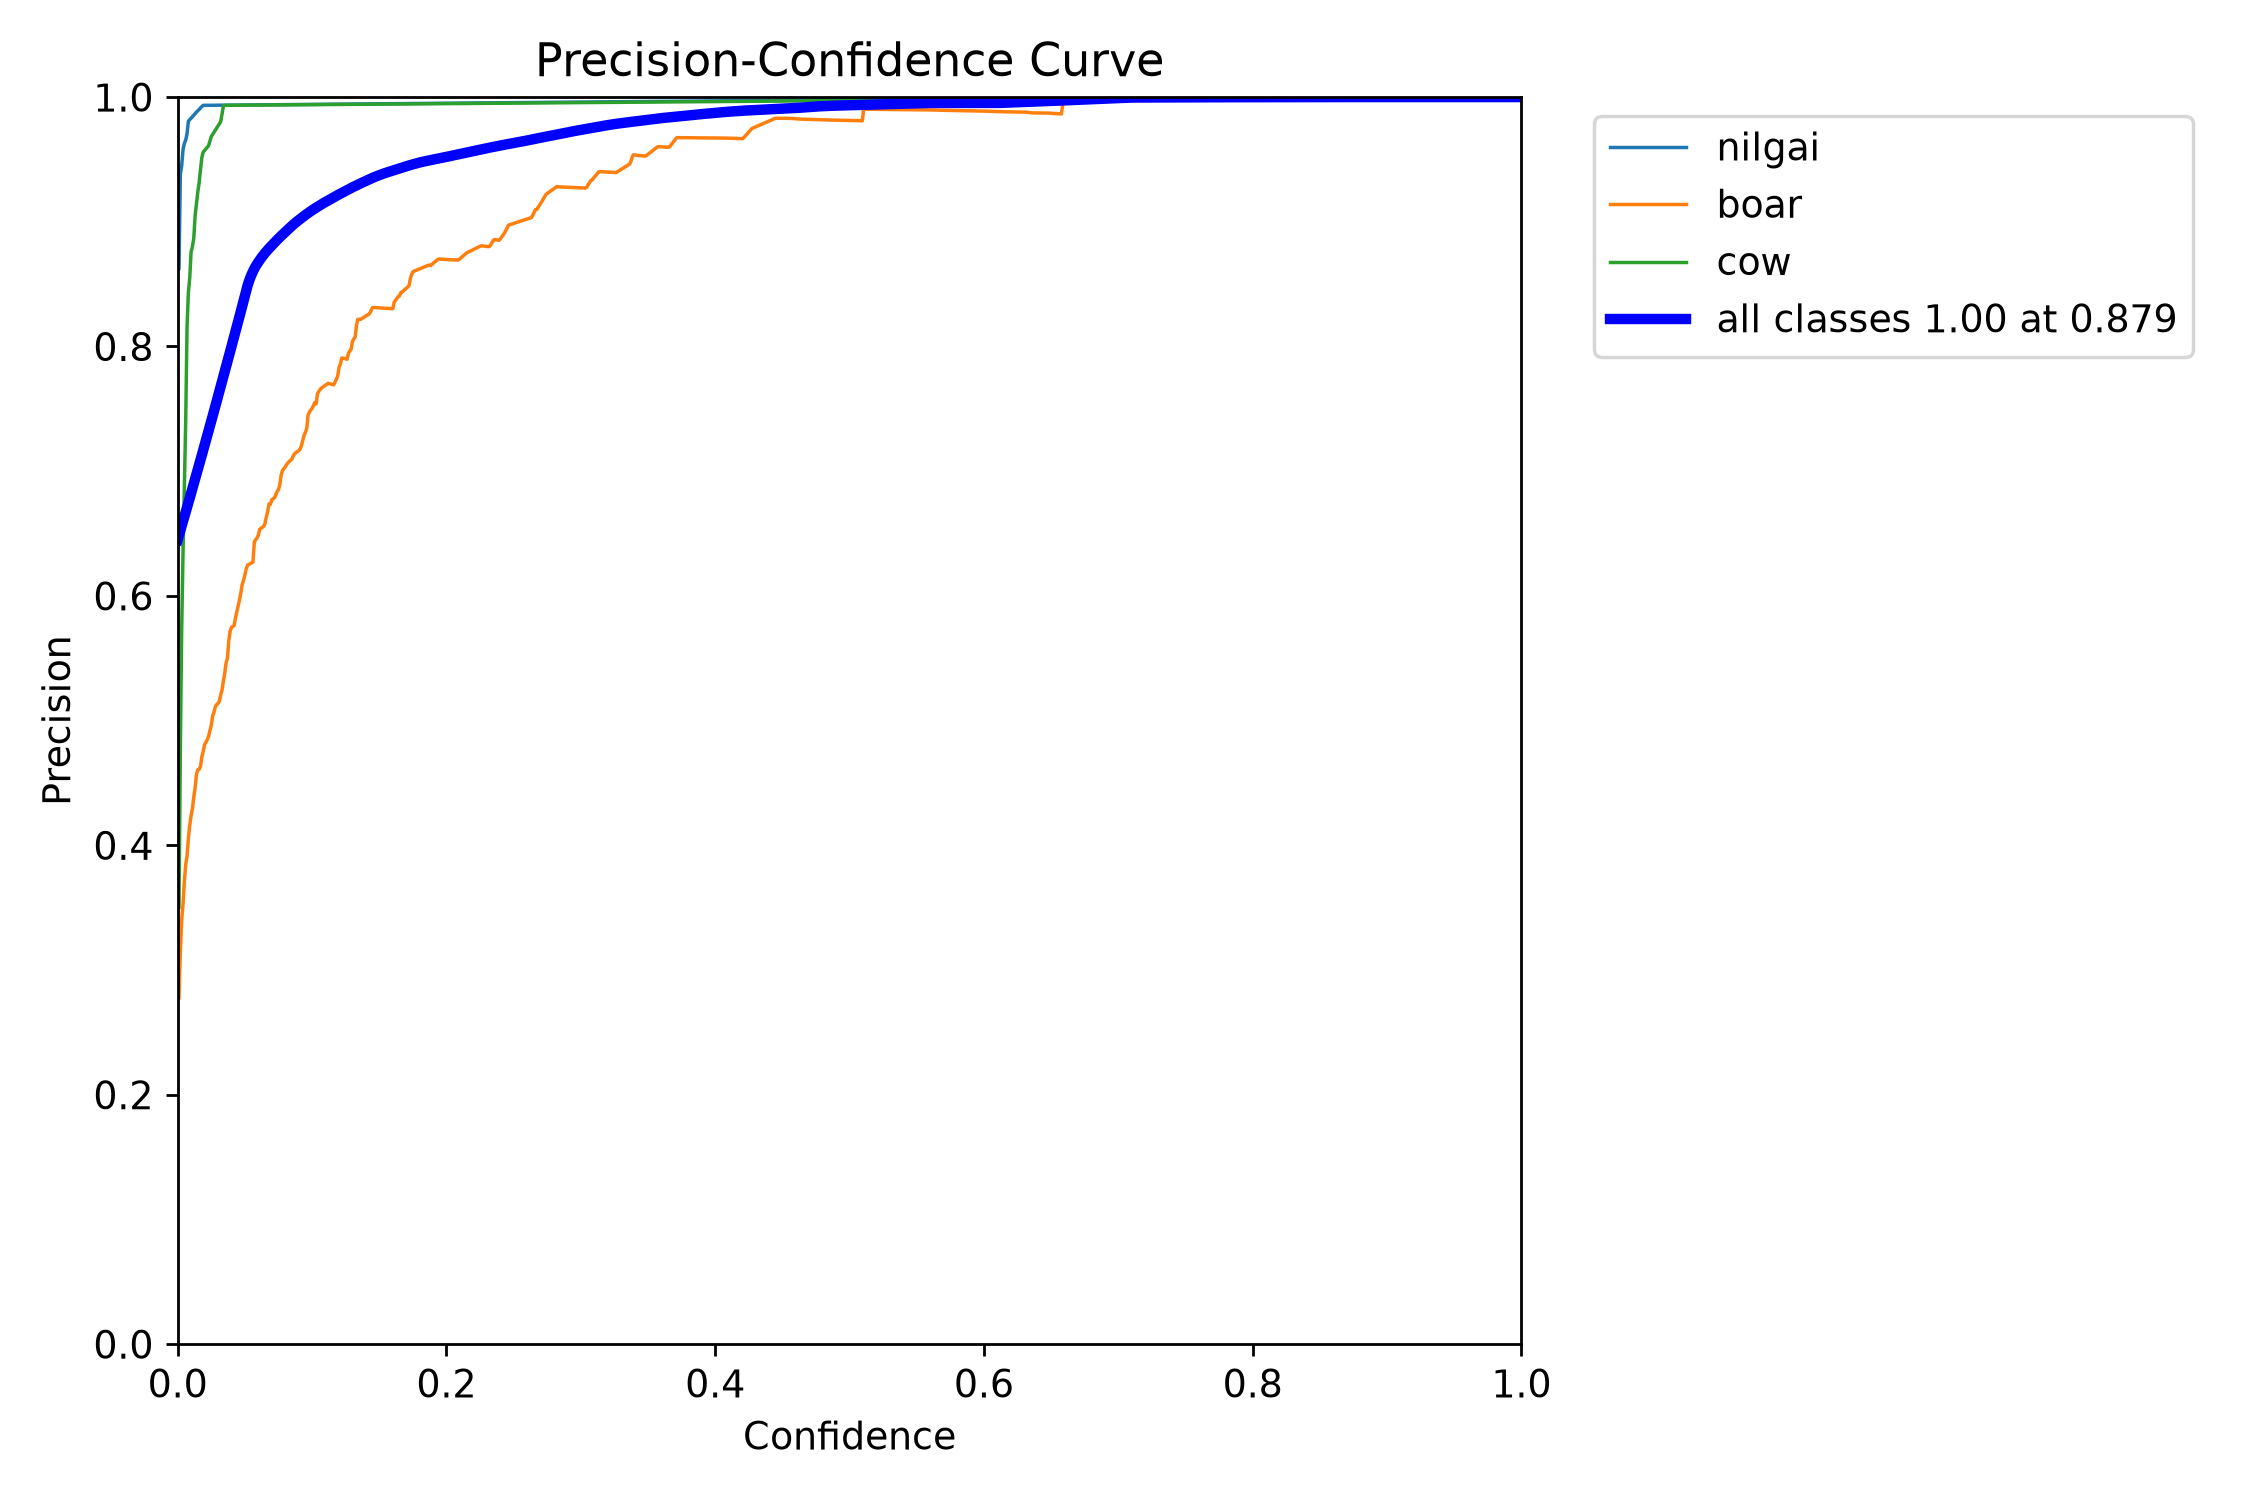 Precision-Confidence Curve
1.0
0.8
0.6
0.4
0.2
0.0
Precision
0.0 0.2 0.4 0.6 0.8 1.0
Confidence
nilgai
boar
cow
all classes 1.00 at 0.879